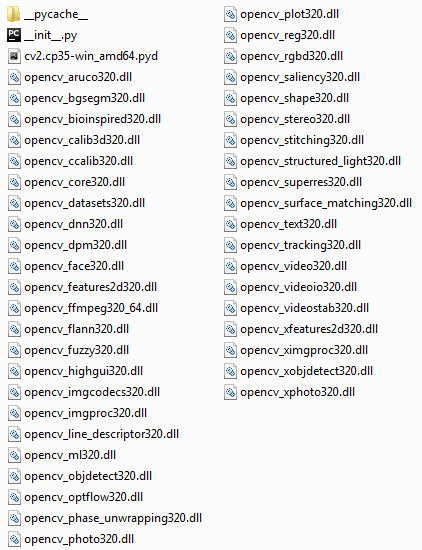 __pycache__
__init__.py
cv2.cp35-win_amd64.pyd
opencv_aruco320.dll
opencv_bgsegm320.dll
opencv_bioinspired320.dll
opencv_calib3d320.dll
opencv_ccalib320.dll
opencv_core320.dll
opencv_datasets320.dll
opencv_dnn320.dll
opencv_dpm320.dll
opencv_face320.dll
opencv_features2d320.dll
opencv_ffmpeg320_64.dll
opencv_flann320.dll
opencv_fuzzy320.dll
opencv_highgui320.dll
opencv_imgcodecs320.dll
opencv_imgproc320.dll
opencv_line_descriptor320.dll
opencv_ml320.dll
opencv_objdetect320.dll
opencv_optflow320.dll
opencv_phase_unwrapping320.dll
opencv_photo320.dll
opencv_plot320.dll
opencv_reg320.dll
opencv_rgbd320.dll
opencv_saliency320.dll
opencv_shape320.dll
opencv_stereo320.dll
opencv_stitching320.dll
opencv_structured_light320.dll
opencv_superres320.dll
opencv_surface_matching320.dll
opencv_text320.dll
opencv_tracking320.dll
opencv_video320.dll
opencv_videoio320.dll
opencv_videostab320.dll
opencv_xfeatures2d320.dll
opencv_ximgproc320.dll
opencv_xobjdetect320.dll
opencv_xphoto320.dll